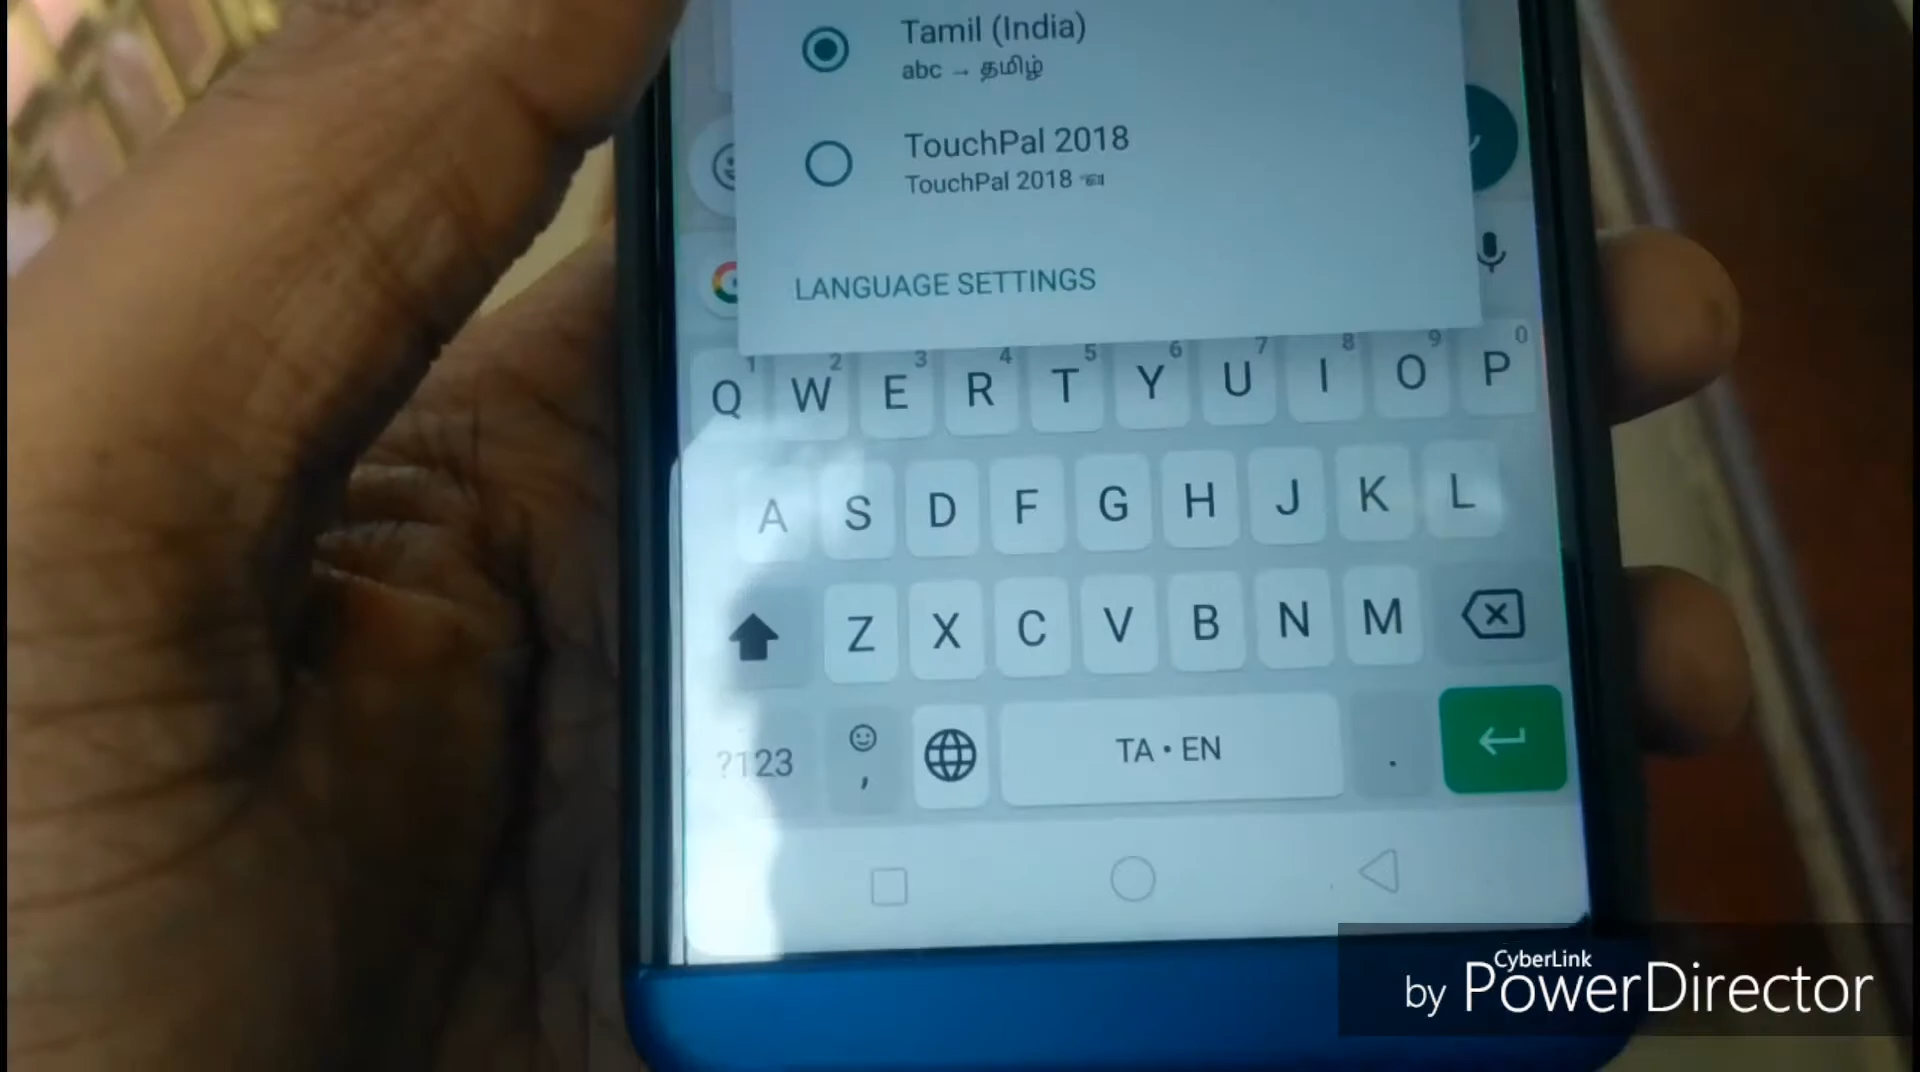 Tamil (India)
abc → தமிழ்
TouchPal 2018
TouchPal 2018
LANGUAGE SETTINGS
1 2 3 4 5 6 7 8 9 0
Q W E R T Y U I O P
A S D F G H J K L
Z X C V B N M
?123 , TA • EN .
CyberLink
by PowerDirector